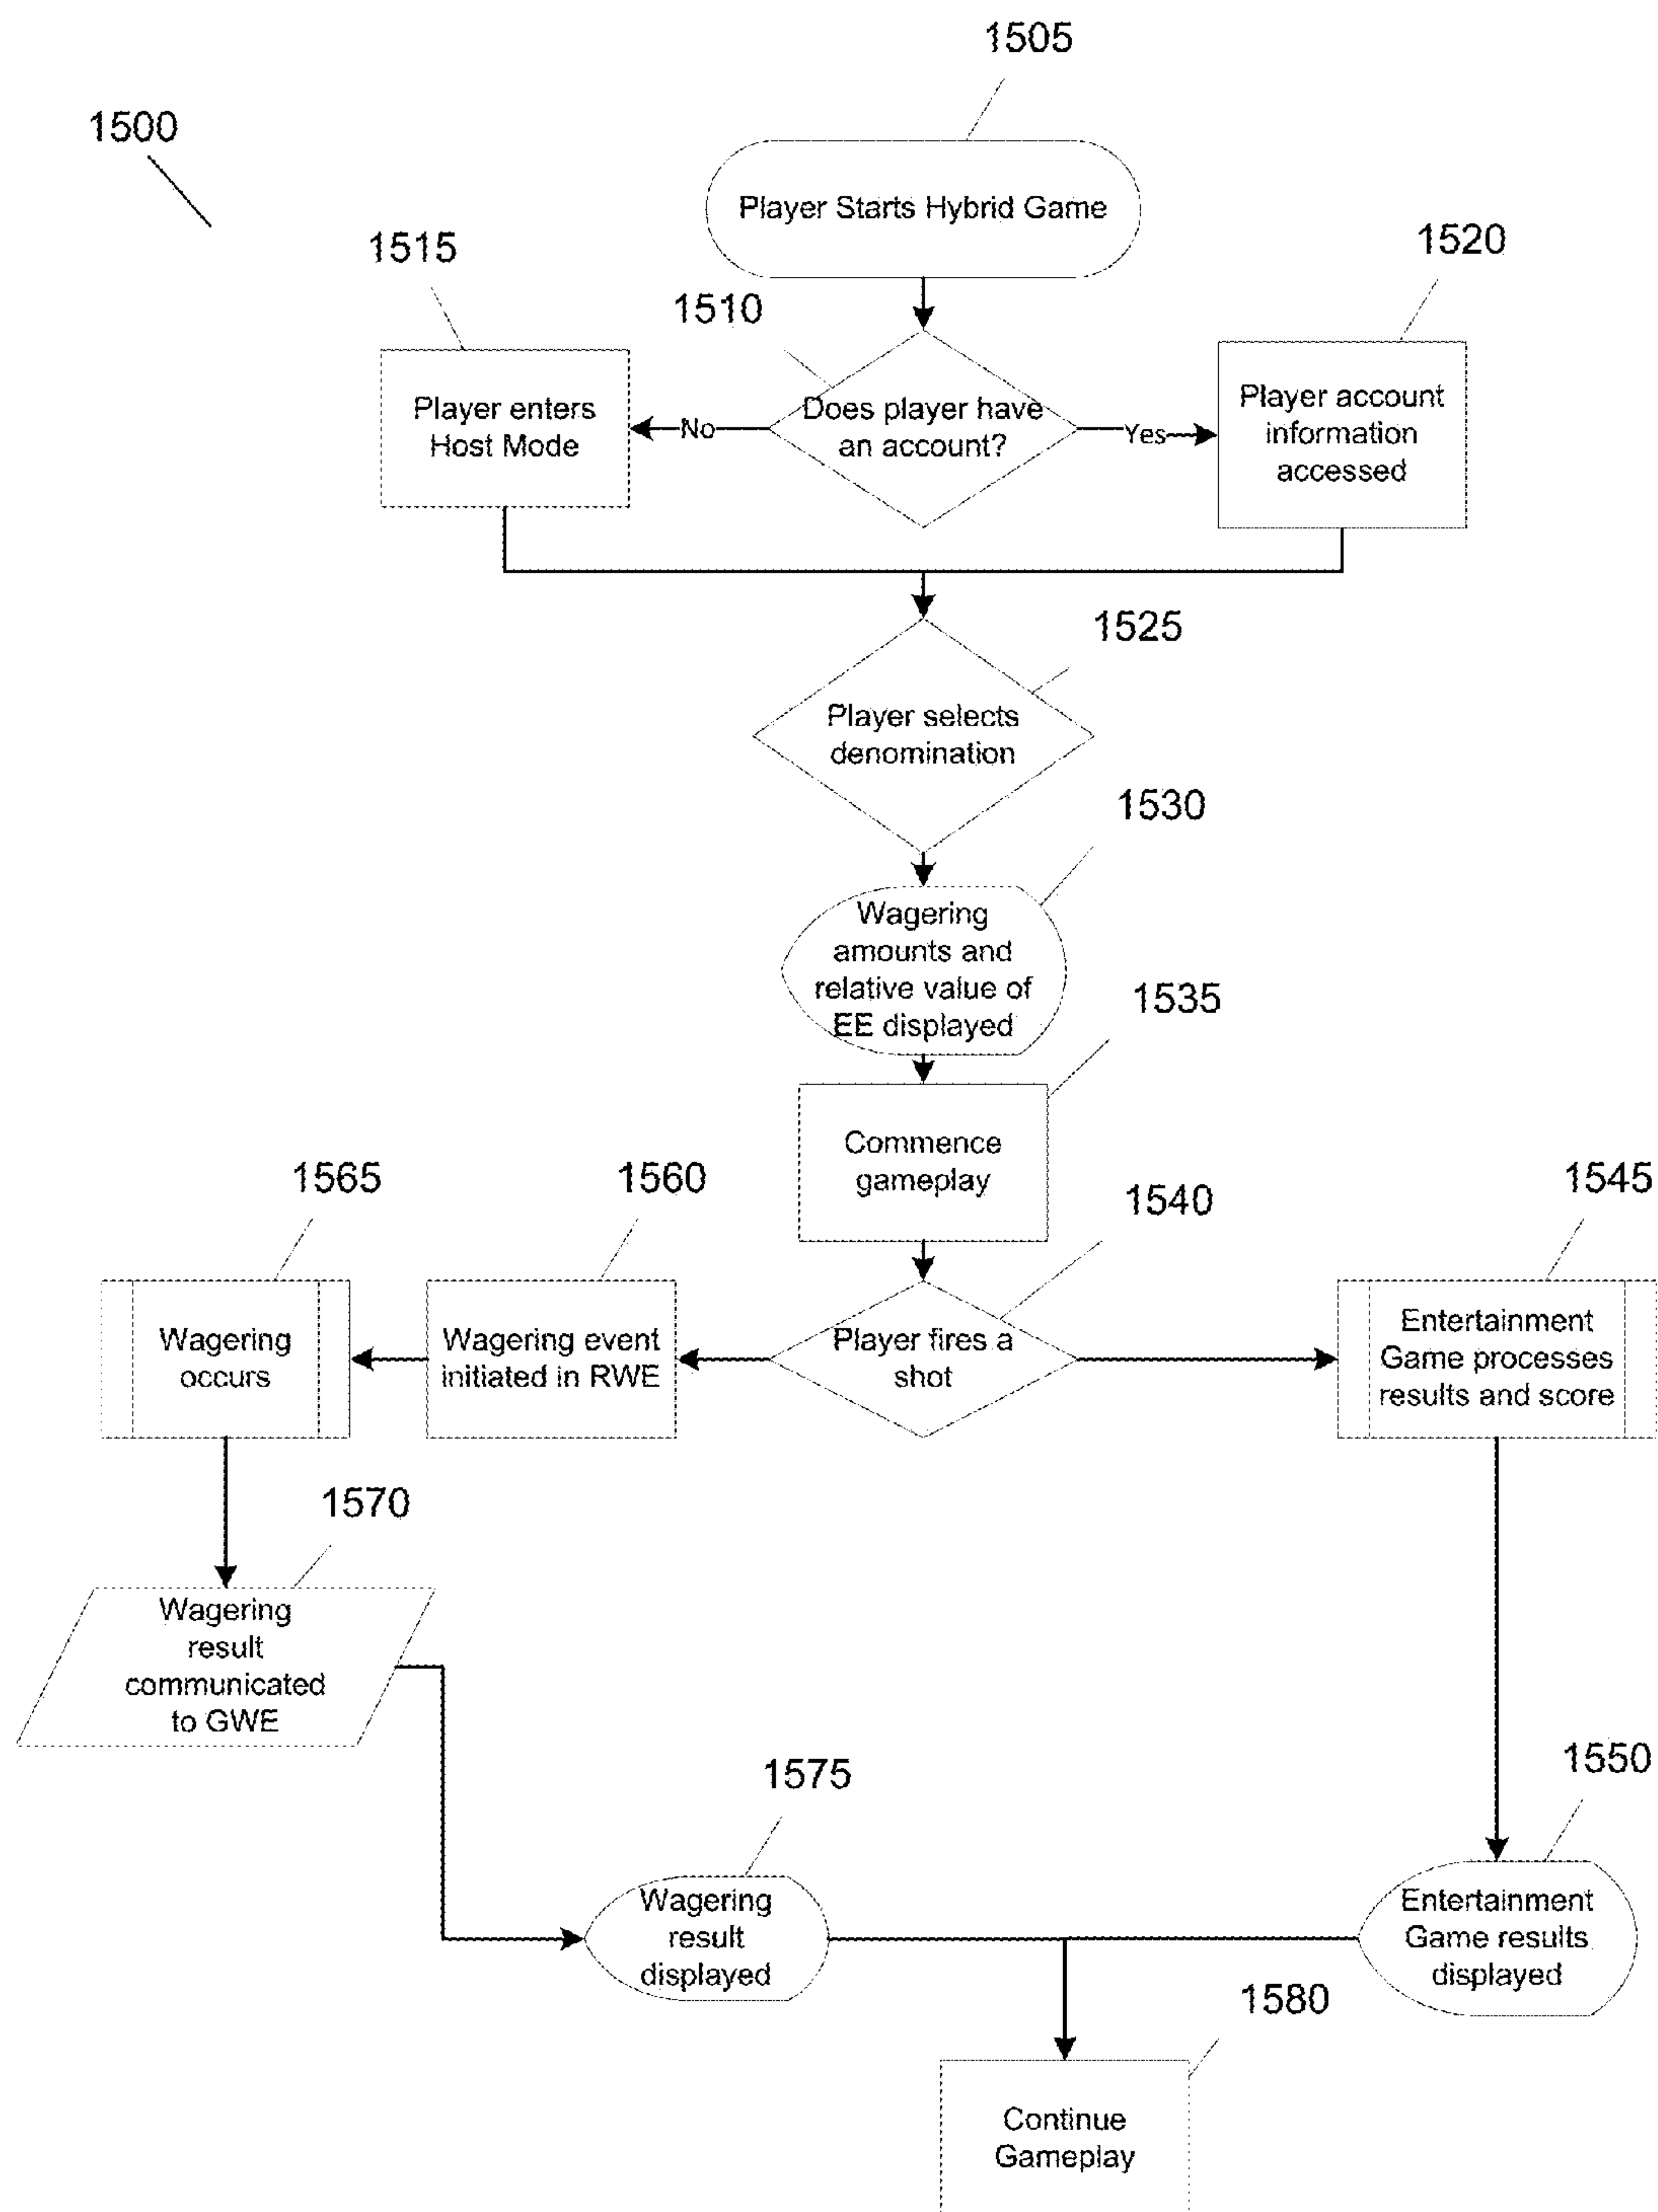 1505
1500
Player Starts Hybrid Game
1515
1520
1510
Player enters
Host Mode
No
Does player have
an account?
Yes
Player account
information
accessed
1525
Player selects
denomination
1530
Wagering
amounts and
relative value of
EE displayed
1535
Commence
gameplay
1565
1560
1540
1545
Wagering
occurs
Wagering event
initiated in RWE
Player fires a
shot
Entertainment
Game processes
results and score
1570
Wagering
result
communicated
to GWE
1575
1550
Wagering
result
displayed
Entertainment
Game results
displayed
1580
Continue
Gameplay